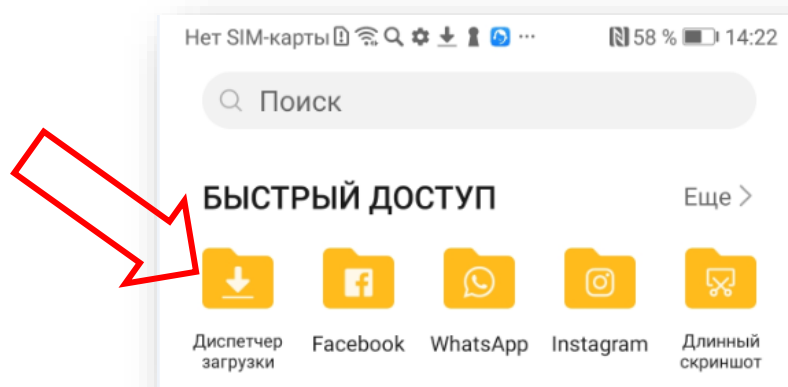 Нет SIM-карты 58 % 14:22
Поиск
БЫСТРЫЙ ДОСТУП Еще >
Диспетчер загрузки
Facebook
WhatsApp
Instagram
Длинный скриншот